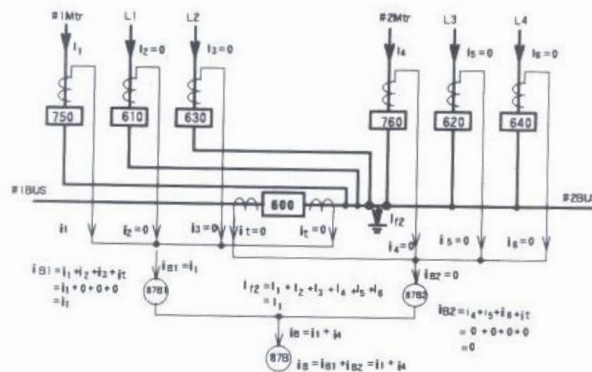 #1Mtr L1 L2 #2Mtr L3 L4
I1 I2=0 I3=0 I4 I5=0 I6=0
750 610 630 760 620 640
#1BUS 600 #2BUS
If2
i1 i2=0 i3=0 it=0 it=0 i4=0 i5=0 i6=0
iB1=i1+i2+i3+it
=i1+0+0+0
=i1
iB1=i1
87B1
If2=I1+I2+I3+I4+I5+I6
=I1
iB2=0
87B2
iB2=i4+i5+i6+it
=0+0+0+0
=0
iB=i1+i4
87B
iB=iB1+iB2=i1+i4